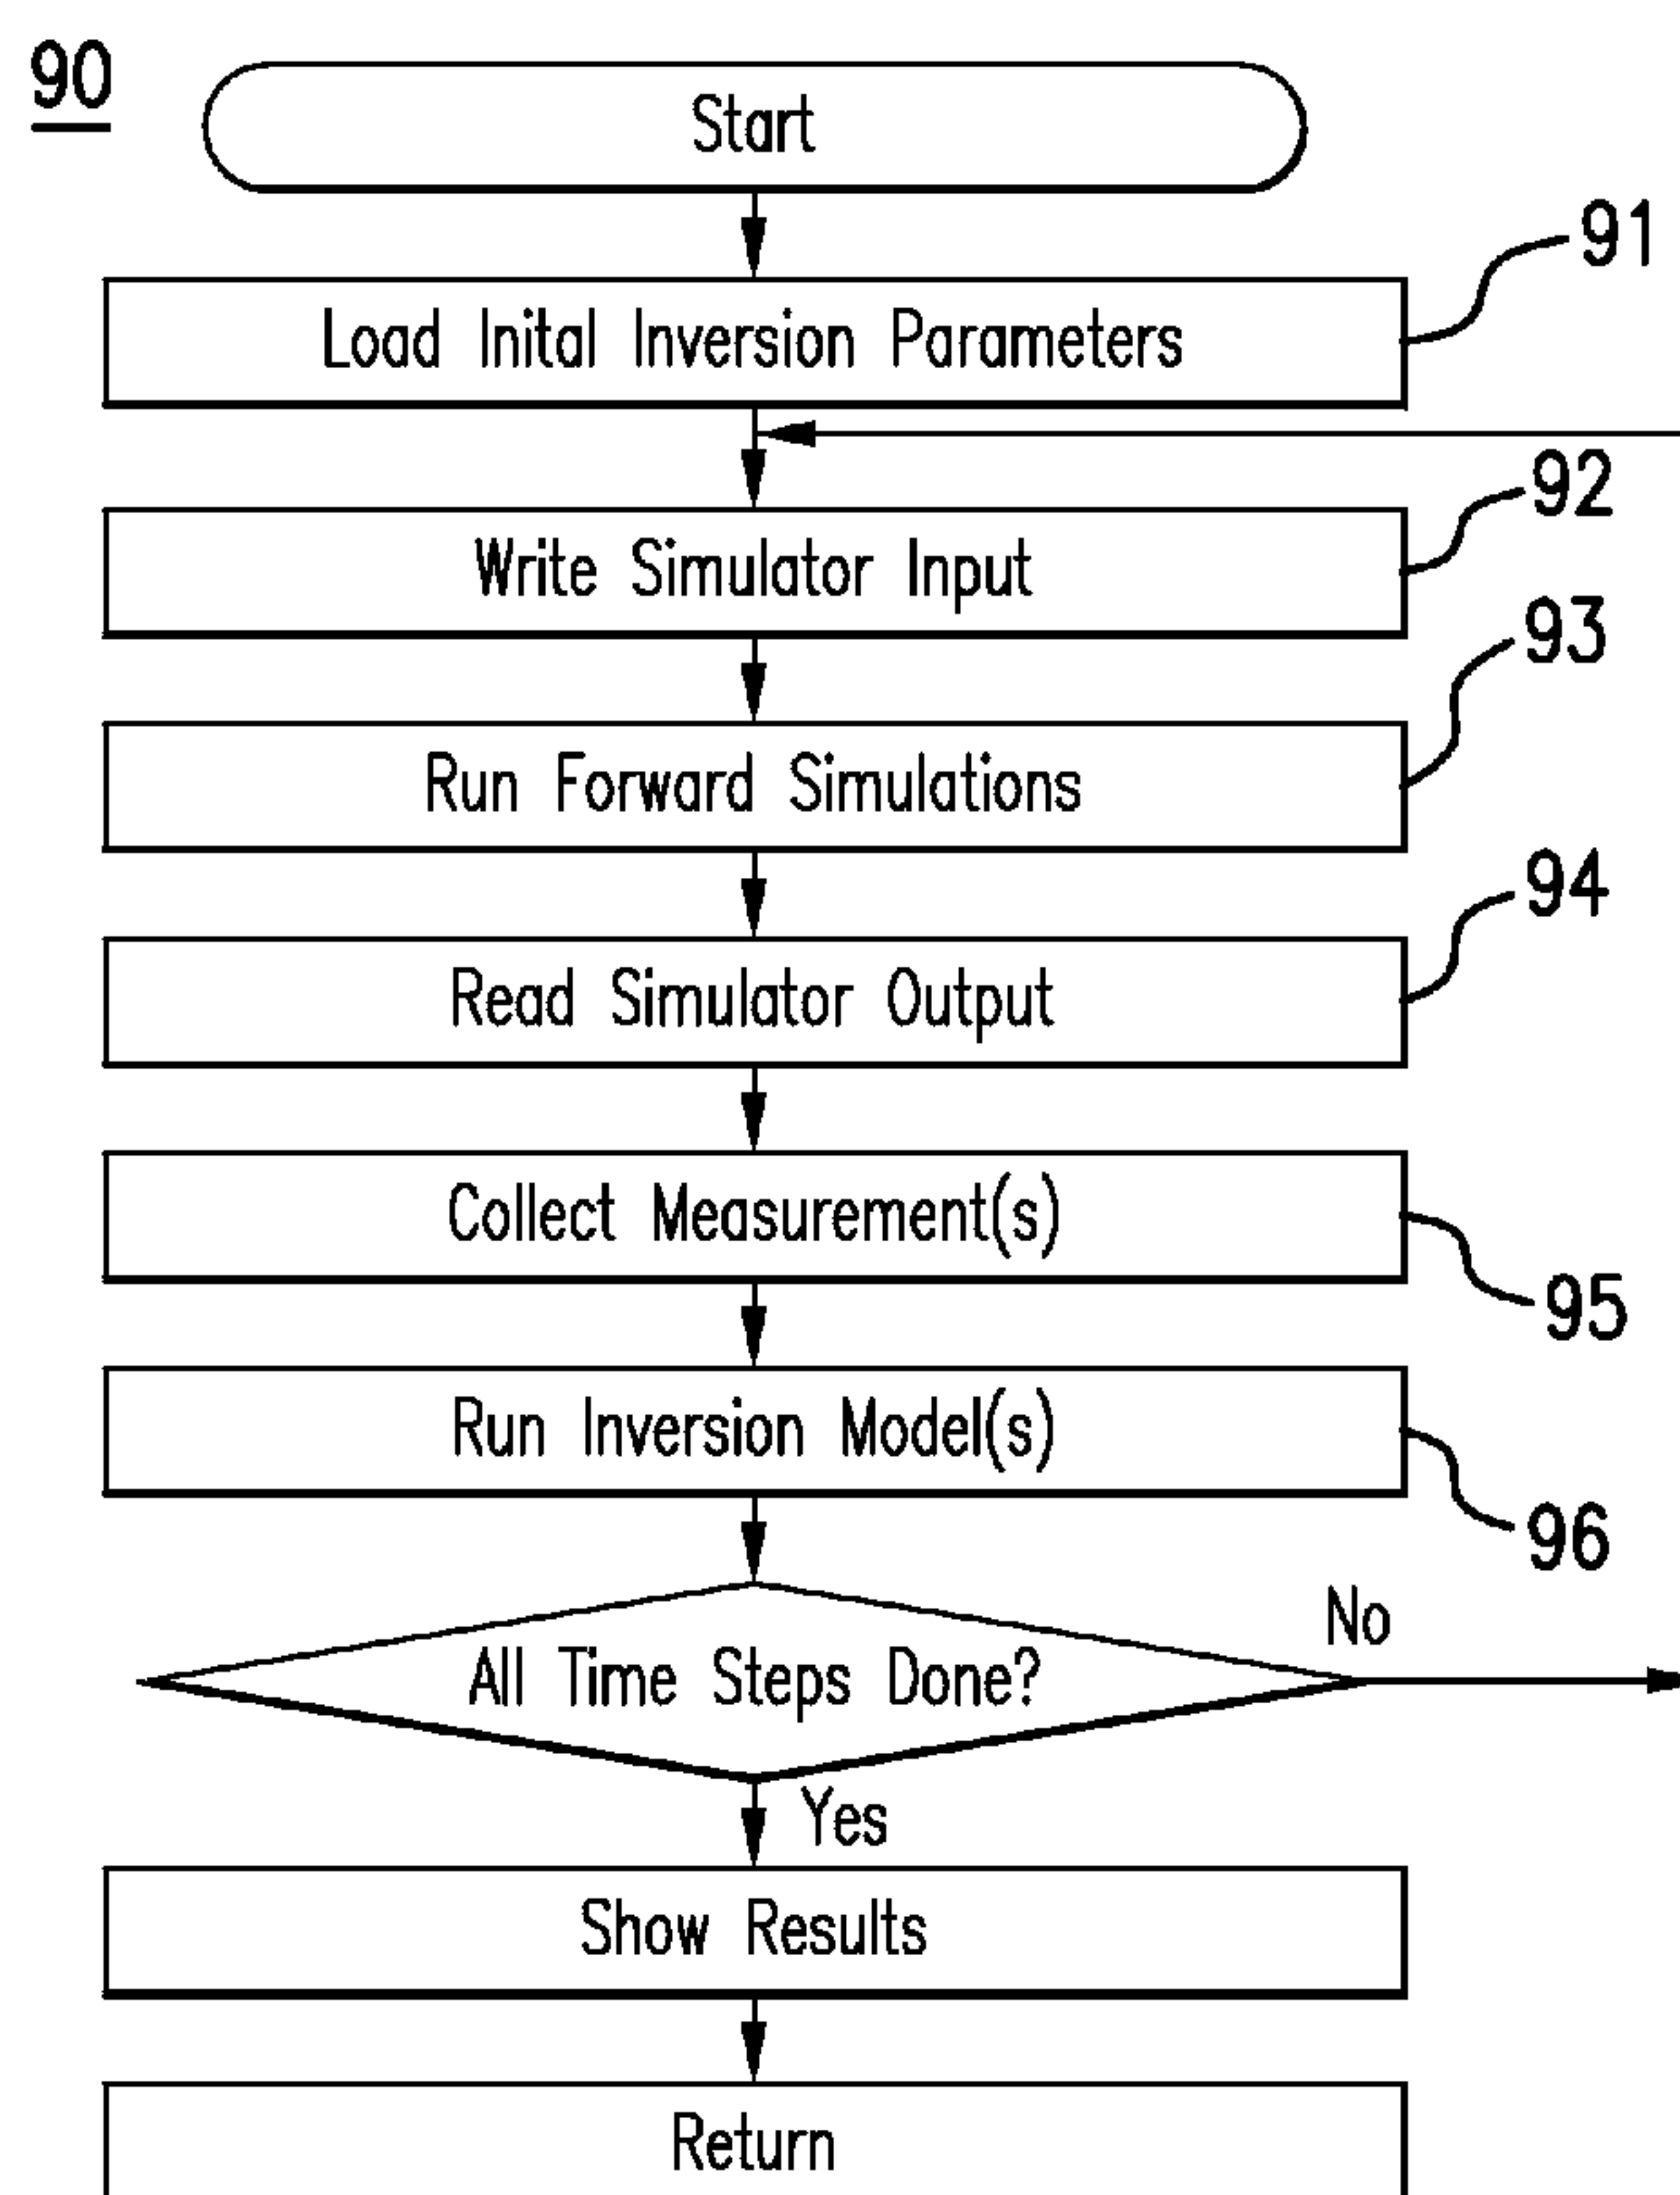 90
Start
91
Load Inital Inversion Parameters
92
Write Simulator Input
93
Run Forward Simulations
94
Read Simulator Output
Collect Measurement(s)
95
Run Inversion Model(s)
96
No
All Time Steps Done?
Yes
Show Results
Return